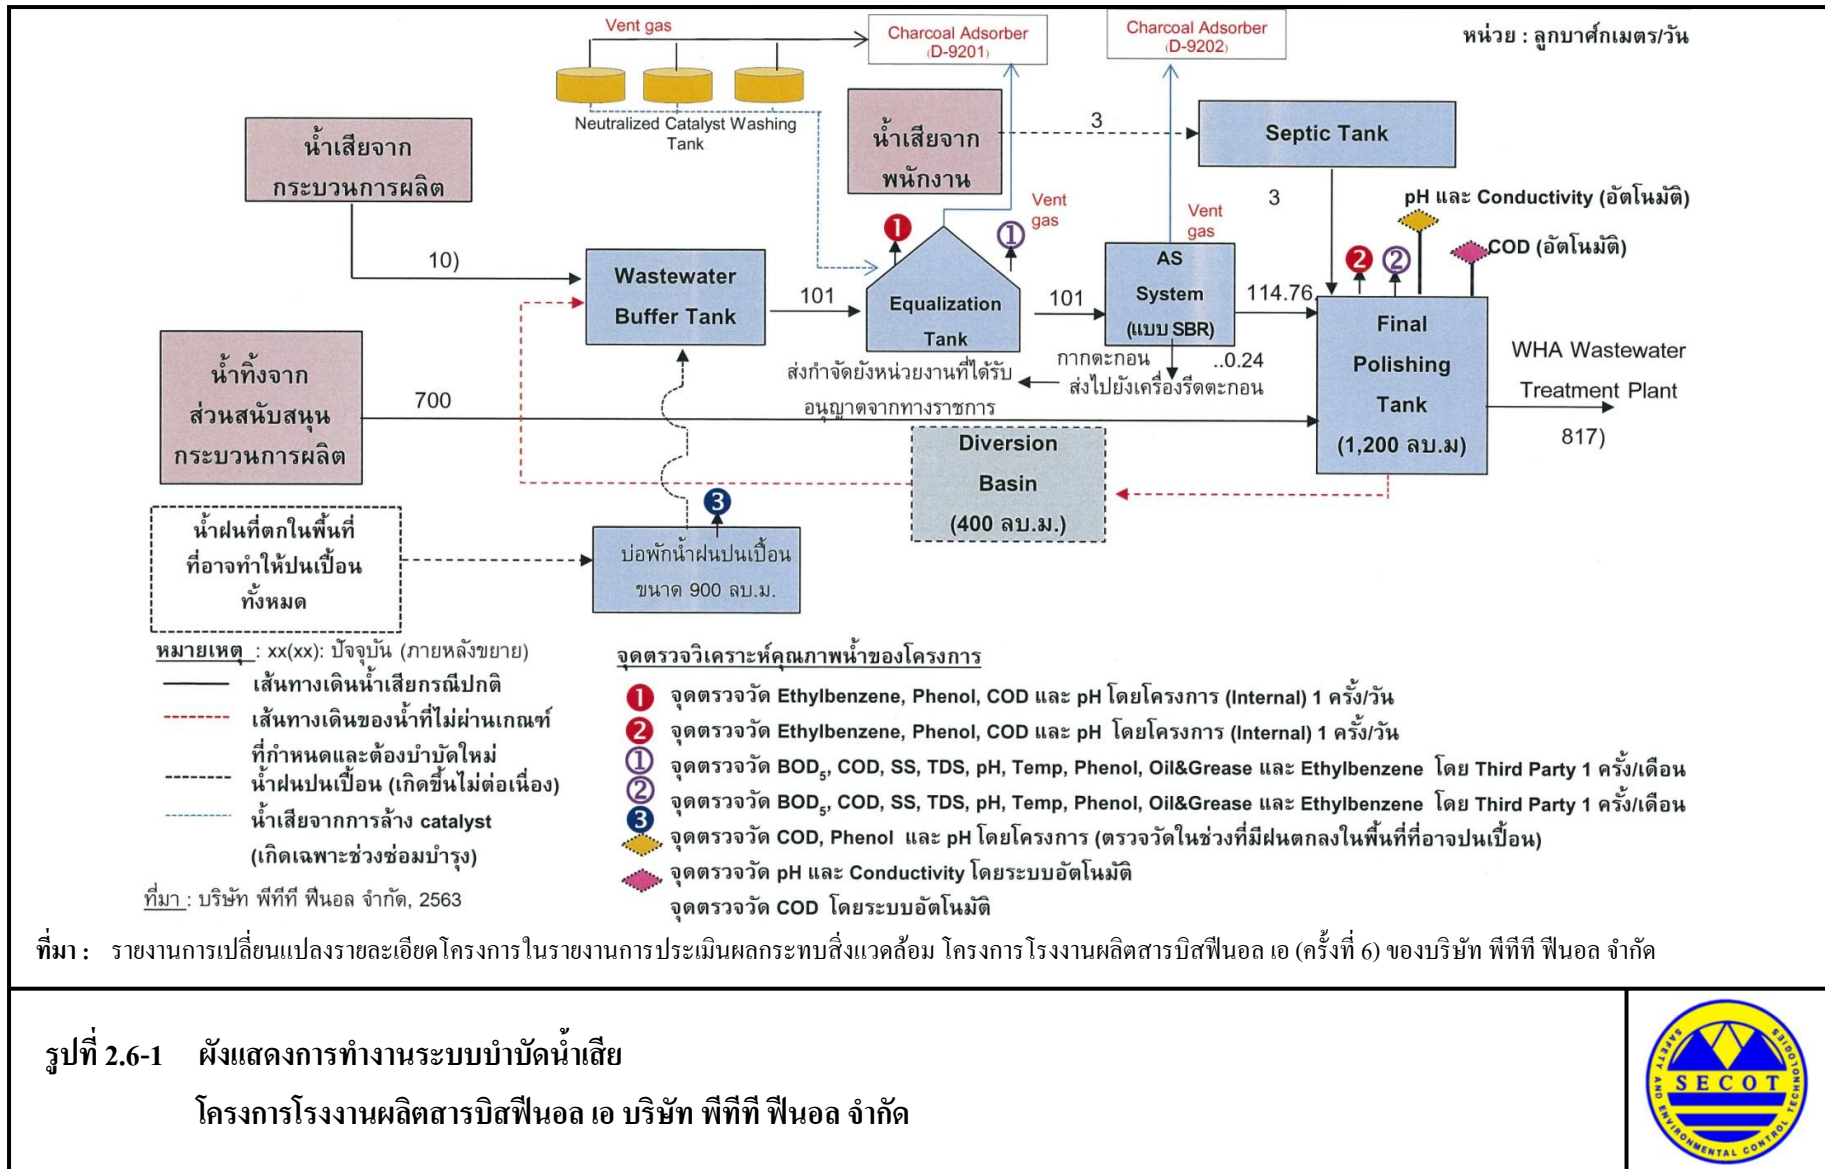 Vent gas
Charcoal Adsorber
(D-9201)
Charcoal Adsorber
(D-9202)
หน่วย : ลูกบาศ์กเมตร/วัน
Neutralized Catalyst Washing
Tank
น้ำเสียจาก
กระบวนการผลิต
น้ำเสียจาก
พนักงาน
3
Septic Tank
3
pH และ Conductivity (อัตโนมัติ)
COD (อัตโนมัติ)
Vent
gas
Vent
gas
1
1
2
2
10)
Wastewater
Buffer Tank
101
Equalization
Tank
101
AS
System
(แบบ SBR)
114.76.
Final
Polishing
Tank
(1,200 ลบ.ม)
WHA Wastewater
Treatment Plant
817)
กากตะกอน
..0.24
ส่งไปยังเครื่องรีดตะกอน
ส่งกำจัดยังหน่วยงานที่ได้รับ
อนุญาตจากทางราชการ
น้ำทิ้งจาก
ส่วนสนับสนุน
กระบวนการผลิต
700
Diversion
Basin
(400 ลบ.ม.)
น้ำฝนที่ตกในพื้นที่
ที่อาจทำให้ปนเปื้อน
ทั้งหมด
3
บ่อพักน้ำฝนปนเปื้อน
ขนาด 900 ลบ.ม.
หมายเหตุ : xx(xx): ปัจจุบัน (ภายหลังขยาย)
เส้นทางเดินน้ำเสียกรณีปกติ
เส้นทางเดินของน้ำที่ไม่ผ่านเกณฑ์
ที่กำหนดและต้องบำบัดใหม่
น้ำฝนปนเปื้อน (เกิดขึ้นไม่ต่อเนื่อง)
น้ำเสียจากการล้าง catalyst
(เกิดเฉพาะช่วงซ่อมบำรุง)
ที่มา : บริษัท พีทีที ฟีนอล จำกัด, 2563
จุดตรวจวิเคราะห์คุณภาพน้ำของโครงการ
1 จุดตรวจวัด Ethylbenzene, Phenol, COD และ pH โดยโครงการ (Internal) 1 ครั้ง/วัน
2 จุดตรวจวัด Ethylbenzene, Phenol, COD และ pH โดยโครงการ (Internal) 1 ครั้ง/วัน
1 จุดตรวจวัด BOD₅, COD, SS, TDS, pH, Temp, Phenol, Oil&Grease และ Ethylbenzene โดย Third Party 1 ครั้ง/เดือน
2 จุดตรวจวัด BOD₅, COD, SS, TDS, pH, Temp, Phenol, Oil&Grease และ Ethylbenzene โดย Third Party 1 ครั้ง/เดือน
3 จุดตรวจวัด COD, Phenol และ pH โดยโครงการ (ตรวจวัดในช่วงที่มีฝนตกลงในพื้นที่ที่อาจปนเปื้อน)
จุดตรวจวัด pH และ Conductivity โดยระบบอัตโนมัติ
จุดตรวจวัด COD โดยระบบอัตโนมัติ
ที่มา : รายงานการเปลี่ยนแปลงรายละเอียดโครงการในรายงานการประเมินผลกระทบสิ่งแวดล้อม โครงการโรงงานผลิตสารบิสฟีนอล เอ (ครั้งที่ 6) ของบริษัท พีทีที ฟีนอล จำกัด
รูปที่ 2.6-1 ผังแสดงการทำงานระบบบำบัดน้ำเสีย
โครงการโรงงานผลิตสารบิสฟีนอล เอ บริษัท พีทีที ฟีนอล จำกัด
SECOT
SAFETY AND ENVIRONMENTAL CONTROL TECHNOLOGIES